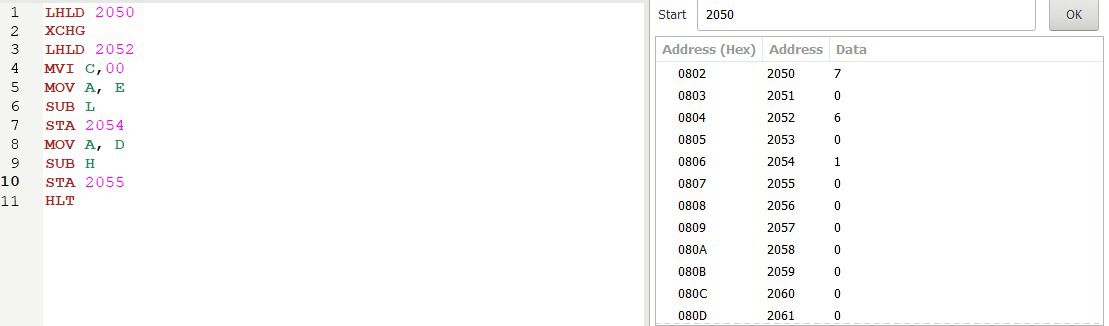 1 LHLD 2050
2 XCHG
3 LHLD 2052
4 MVI C,00
5 MOV A, E
6 SUB L
7 STA 2054
8 MOV A, D
9 SUB H
10 STA 2055
11 HLT
Start 2050 OK
Address (Hex) Address Data
0802 2050 7
0803 2051 0
0804 2052 6
0805 2053 0
0806 2054 1
0807 2055 0
0808 2056 0
0809 2057 0
080A 2058 0
080B 2059 0
080C 2060 0
080D 2061 0